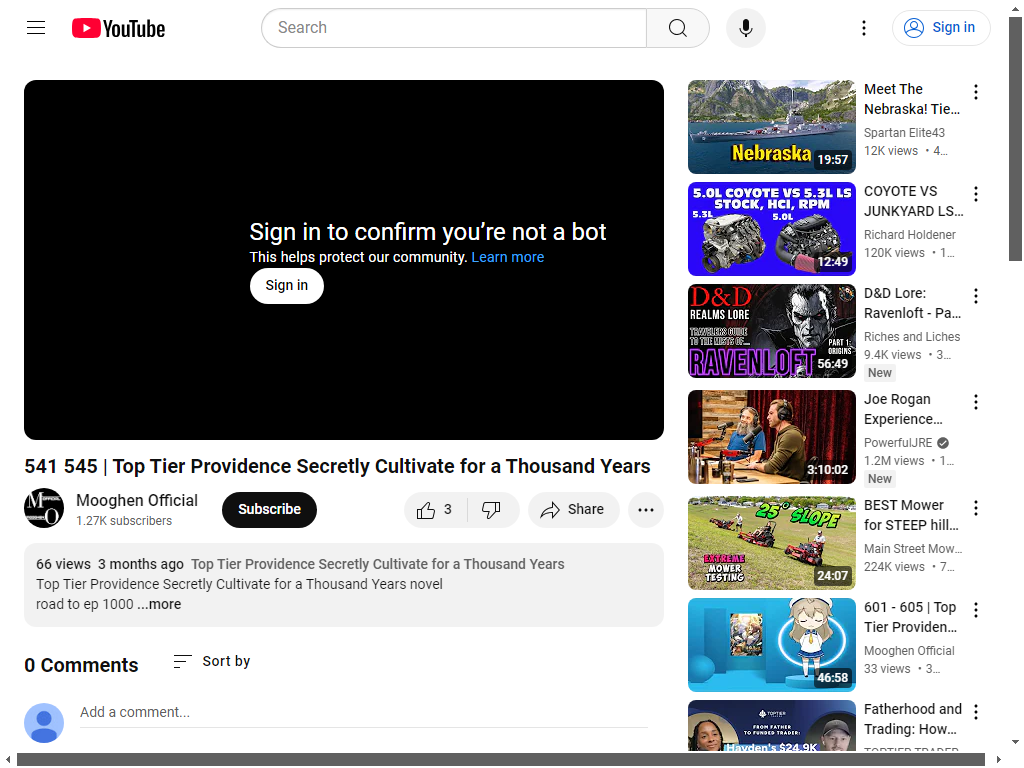 YouTube
Search
Sign in
Sign in to confirm you’re not a bot
This helps protect our community. Learn more
Sign in
541 545 | Top Tier Providence Secretly Cultivate for a Thousand Years
Mooghen Official
1.27K subscribers
Subscribe
3
Share
66 views 3 months ago Top Tier Providence Secretly Cultivate for a Thousand Years
Top Tier Providence Secretly Cultivate for a Thousand Years novel
road to ep 1000 ...more
0 Comments
Sort by
Add a comment...
Nebraska
19:57
Meet The
Nebraska! Tie...
Spartan Elite43
12K views • 4...
5.0L COYOTE VS 5.3L LS
STOCK, HCI, RPM
5.3L
5.0L
12:49
COYOTE VS
JUNKYARD LS...
Richard Holdener
120K views • 1...
D&D
REALMS LORE
TRAVELERS GUIDE
TO THE MISTS OF...
RAVENLOFT
PART 1:
ORIGINS
56:49
D&D Lore:
Ravenloft - Pa...
Riches and Liches
9.4K views • 3...
New
3:10:02
Joe Rogan
Experience...
PowerfulJRE
1.2M views • 1...
New
25° SLOPE
EXTREME
MOWER
TESTING
24:07
BEST Mower
for STEEP hill...
Main Street Mow...
224K views • 7...
46:58
601 - 605 | Top
Tier Providen...
Mooghen Official
33 views • 3...
TOPTIER
FROM FATHER
TO FUNDED TRADER:
Hayden's $24.9K
Fatherhood and
Trading: How...
TOPTIER TRADER